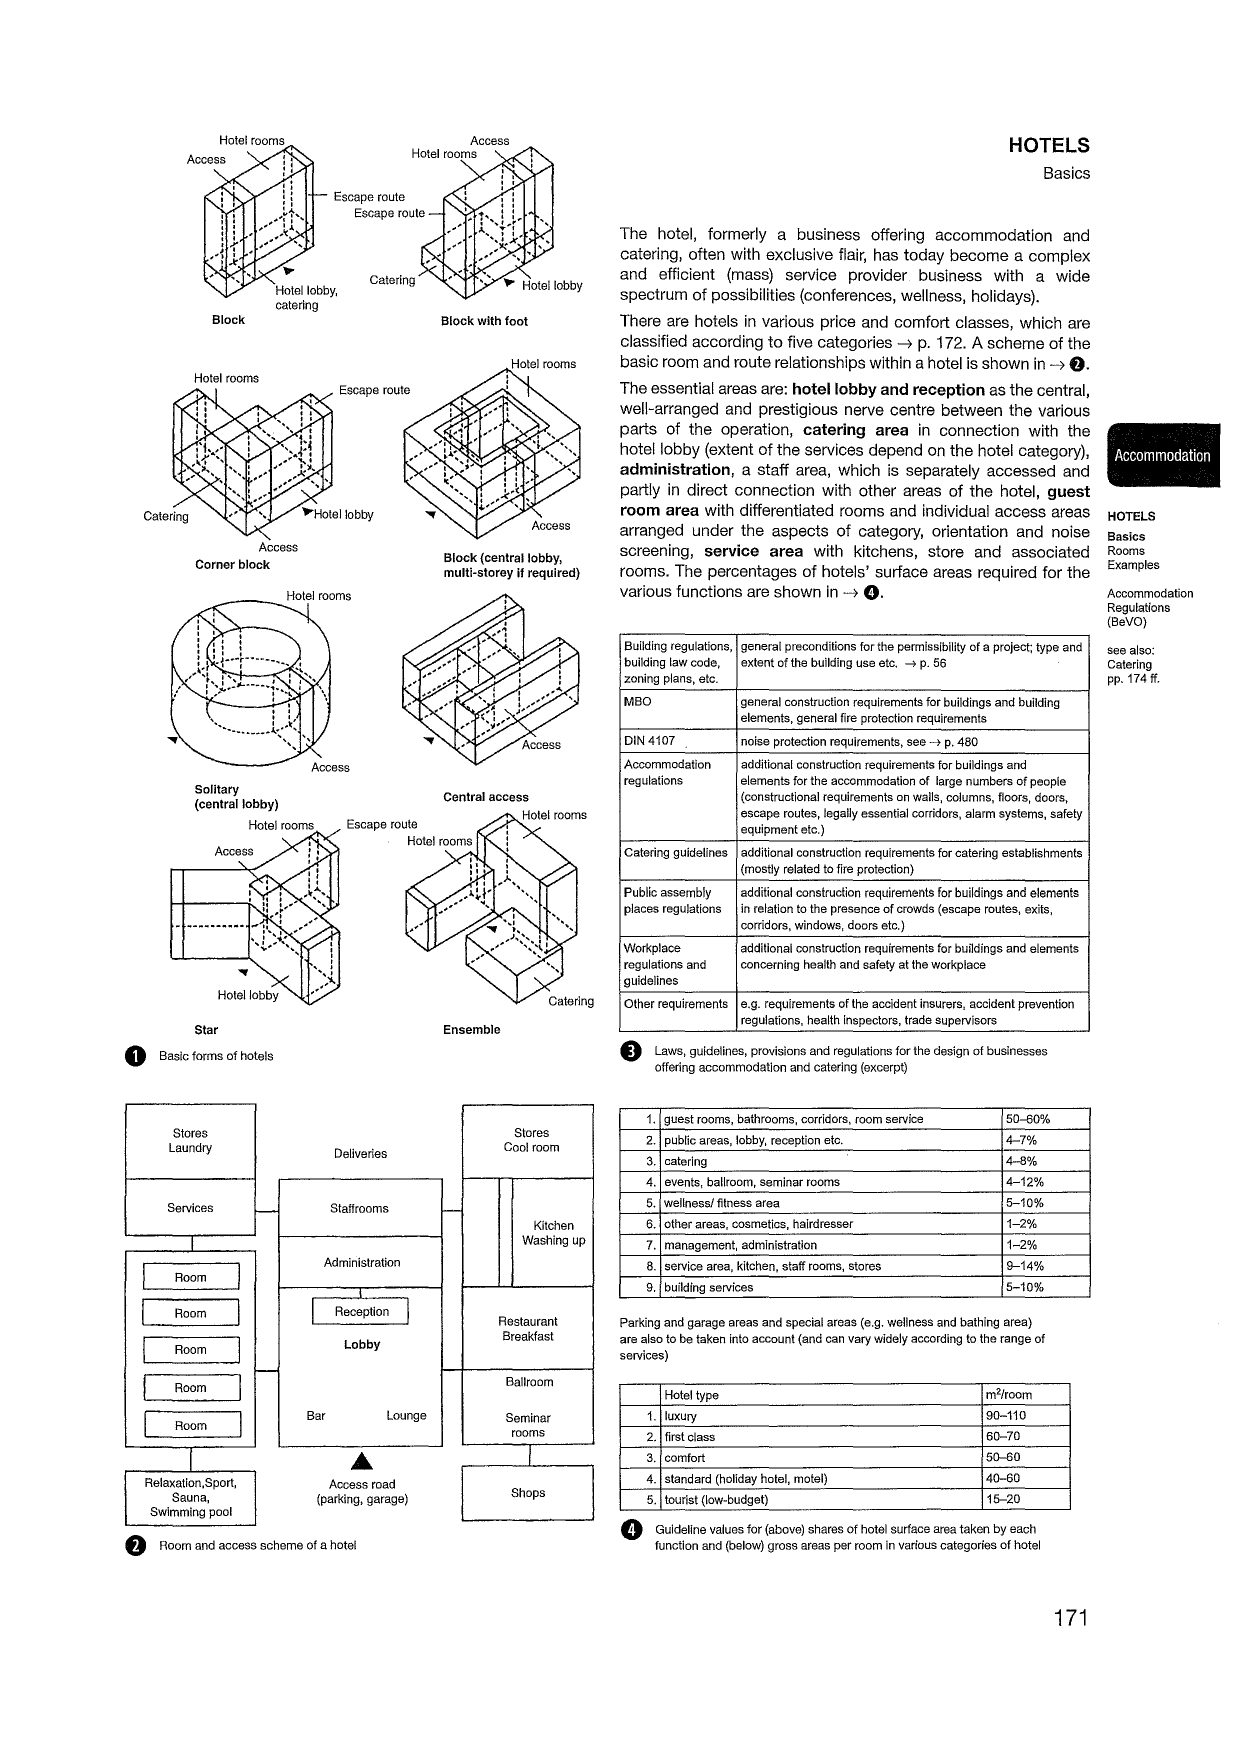 HOTELS
Basics
Hotel rooms
Access
Escape route
Hotel lobby,
catering
Block
Access
Hotel rooms
Escape route
Catering
Hotel lobby
Block with foot
Hotel rooms
Escape route
Catering
Hotel lobby
Access
Corner block
Hotel rooms
Access
Block (central lobby,
multi-storey if required)
Hotel rooms
Access
Solitary
(central lobby)
Access
Central access
Hotel rooms
Escape route
Access
Hotel lobby
Star
Hotel rooms
Hotel rooms
Catering
Ensemble
1 Basic forms of hotels
Stores
Laundry
Services
Room
Room
Room
Room
Room
Relaxation,Sport,
Sauna,
Swimming pool
Deliveries
Staffrooms
Administration
Reception
Lobby
Bar Lounge
Access road
(parking, garage)
Stores
Cool room
Kitchen
Washing up
Restaurant
Breakfast
Ballroom
Seminar
rooms
Shops
2 Room and access scheme of a hotel
The hotel, formerly a business offering accommodation and
catering, often with exclusive flair, has today become a complex
and efficient (mass) service provider business with a wide
spectrum of possibilities (conferences, wellness, holidays).
There are hotels in various price and comfort classes, which are
classified according to five categories → p. 172. A scheme of the
basic room and route relationships within a hotel is shown in → 2.
The essential areas are: hotel lobby and reception as the central,
well-arranged and prestigious nerve centre between the various
parts of the operation, catering area in connection with the
hotel lobby (extent of the services depend on the hotel category),
administration, a staff area, which is separately accessed and
partly in direct connection with other areas of the hotel, guest
room area with differentiated rooms and individual access areas
arranged under the aspects of category, orientation and noise
screening, service area with kitchens, store and associated
rooms. The percentages of hotels' surface areas required for the
various functions are shown in → 4.
Building regulations, general preconditions for the permissibility of a project; type and
building law code, extent of the building use etc. → p. 56
zoning plans, etc.
MBO general construction requirements for buildings and building
elements, general fire protection requirements
DIN 4107 noise protection requirements, see → p. 480
Accommodation additional construction requirements for buildings and
regulations elements for the accommodation of large numbers of people
(constructional requirements on walls, columns, floors, doors,
escape routes, legally essential corridors, alarm systems, safety
equipment etc.)
Catering guidelines additional construction requirements for catering establishments
(mostly related to fire protection)
Public assembly additional construction requirements for buildings and elements
places regulations in relation to the presence of crowds (escape routes, exits,
corridors, windows, doors etc.)
Workplace additional construction requirements for buildings and elements
regulations and concerning health and safety at the workplace
guidelines
Other requirements e.g. requirements of the accident insurers, accident prevention
regulations, health inspectors, trade supervisors
3 Laws, guidelines, provisions and regulations for the design of businesses
offering accommodation and catering (excerpt)
1. guest rooms, bathrooms, corridors, room service 50–60%
2. public areas, lobby, reception etc. 4–7%
3. catering 4–8%
4. events, ballroom, seminar rooms 4–12%
5. wellness/ fitness area 5–10%
6. other areas, cosmetics, hairdresser 1–2%
7. management, administration 1–2%
8. service area, kitchen, staff rooms, stores 9–14%
9. building services 5–10%
Parking and garage areas and special areas (e.g. wellness and bathing area)
are also to be taken into account (and can vary widely according to the range of
services)
Hotel type m²/room
1. luxury 90–110
2. first class 60–70
3. comfort 50–60
4. standard (holiday hotel, motel) 40–60
5. tourist (low-budget) 15–20
4 Guideline values for (above) shares of hotel surface area taken by each
function and (below) gross areas per room in various categories of hotel
Accommodation
HOTELS
Basics
Rooms
Examples
Accommodation
Regulations
(BeVO)
see also:
Catering
pp. 174 ff.
171